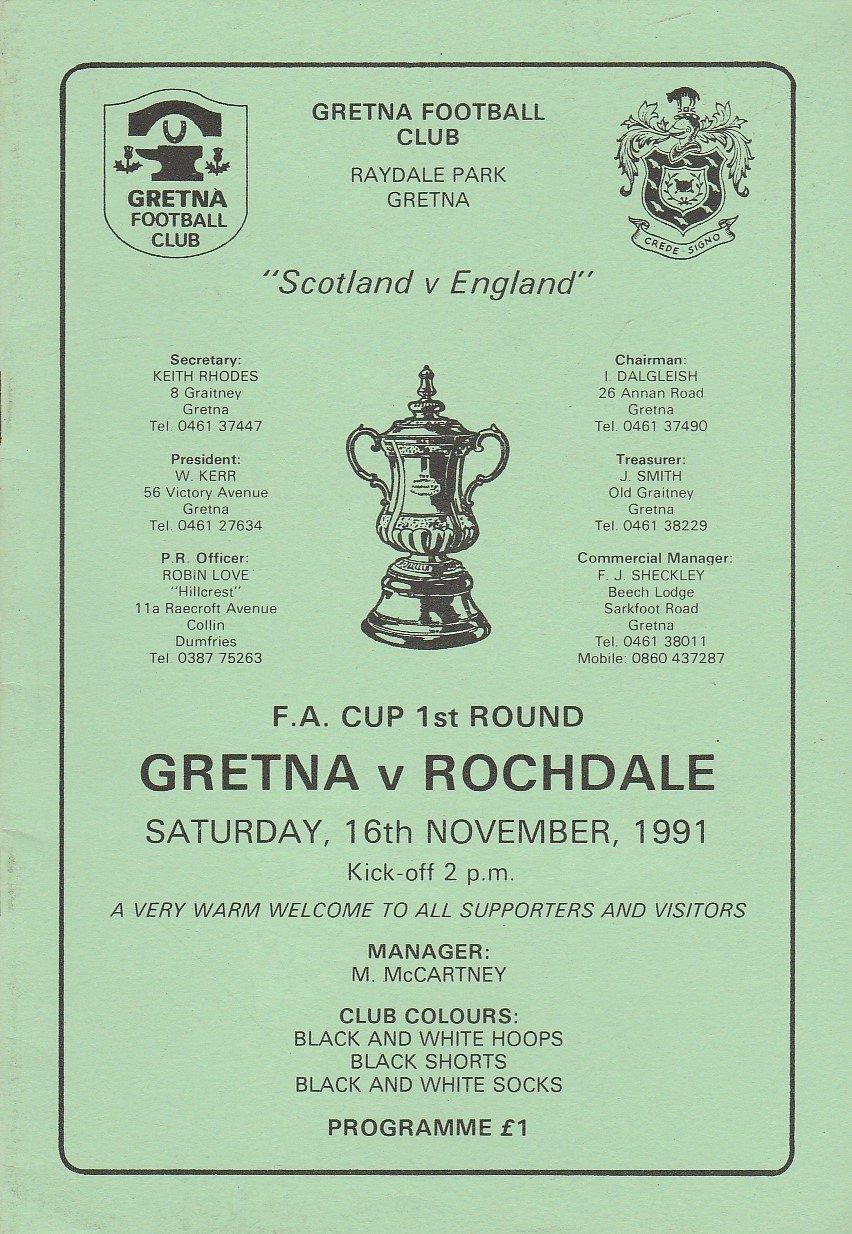 GRETNA
FOOTBALL
CLUB
GRETNA FOOTBALL
CLUB
RAYDALE PARK
GRETNA
CREDE · SIGNO
"Scotland v England"
Secretary:
KEITH RHODES
8 Graitney
Gretna
Tel. 0461 37447
President:
W. KERR
56 Victory Avenue
Gretna
Tel. 0461 27634
P.R. Officer:
ROBIN LOVE
"Hillcrest"
11a Raecroft Avenue
Collin
Dumfries
Tel. 0387 75263
Chairman:
I. DALGLEISH
26 Annan Road
Gretna
Tel. 0461 37490
Treasurer:
J. SMITH
Old Graitney
Gretna
Tel. 0461 38229
Commercial Manager:
F. J. SHECKLEY
Beech Lodge
Sarkfoot Road
Gretna
Tel. 0461 38011
Mobile: 0860 437287
F.A. CUP 1st ROUND
GRETNA v ROCHDALE
SATURDAY, 16th NOVEMBER, 1991
Kick-off 2 p.m.
A VERY WARM WELCOME TO ALL SUPPORTERS AND VISITORS
MANAGER:
M. McCARTNEY
CLUB COLOURS:
BLACK AND WHITE HOOPS
BLACK SHORTS
BLACK AND WHITE SOCKS
PROGRAMME £1